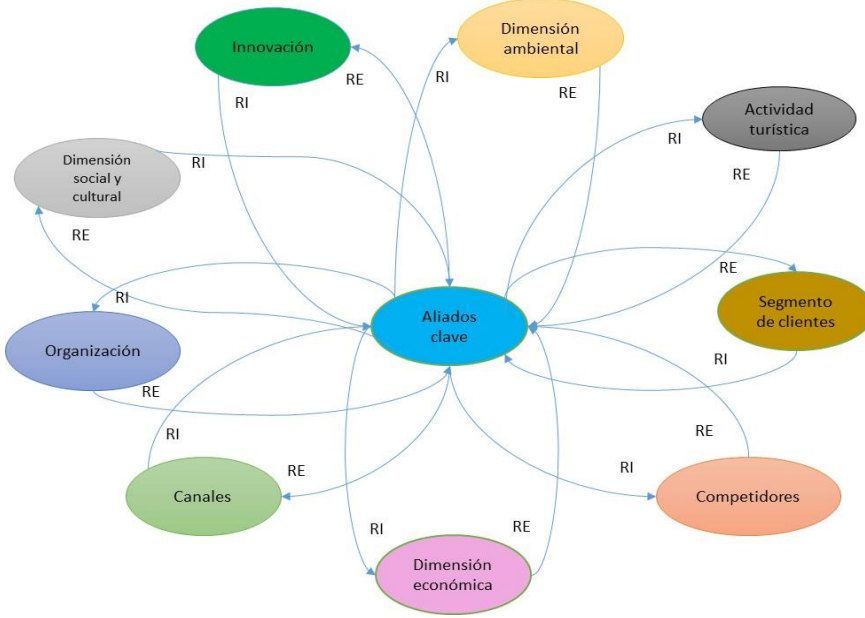 Innovación
Dimensión
ambiental
RE
RI
RE
RI
Actividad
turística
RI
RE
Dimensión
social y
cultural
RI
RE
RE
RI
Aliados
clave
Segmento
de clientes
Organización
RE
RI
RI
RE
Canales
RE
RI
Competidores
RI
RE
Dimensión
económica